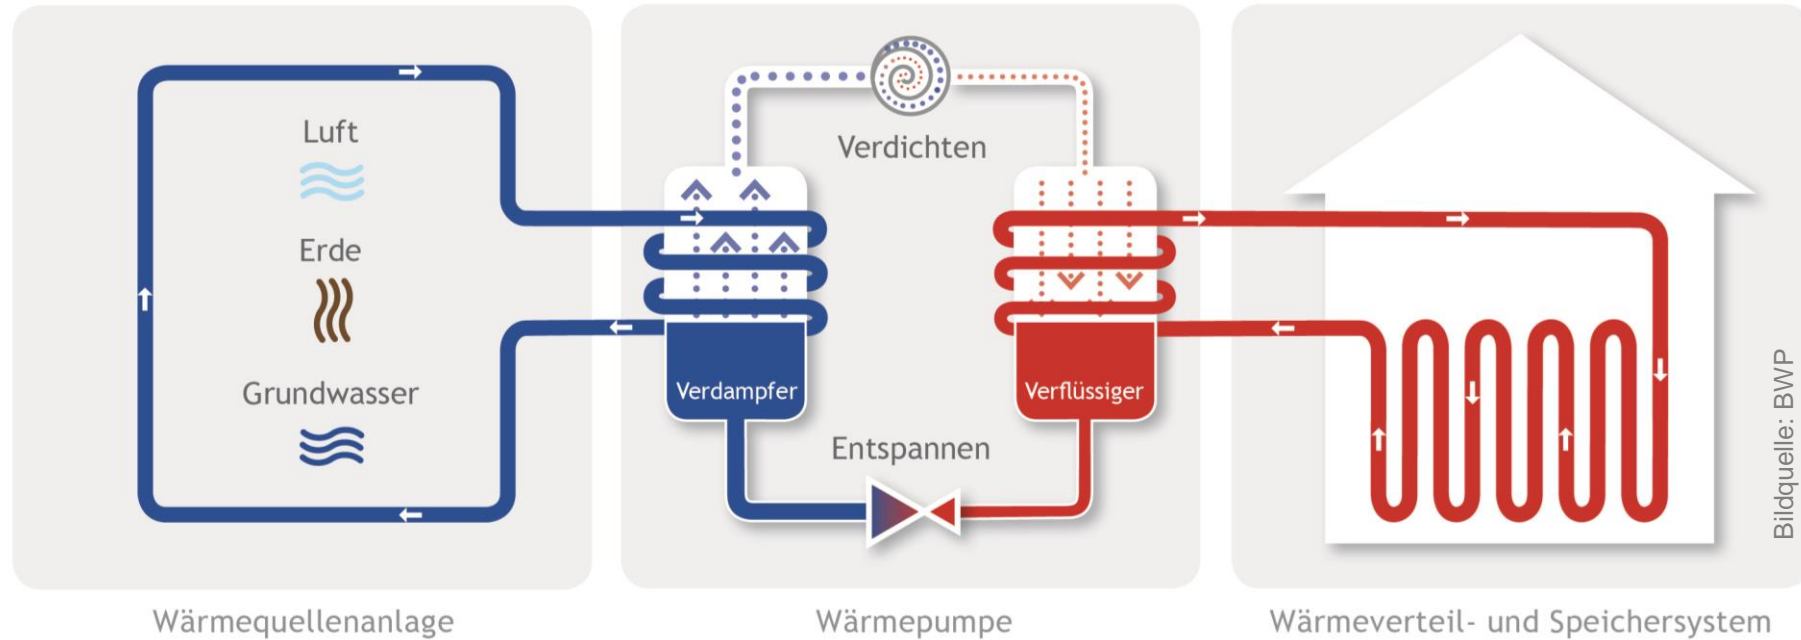 Luft
Erde
Grundwasser
Wärmequellenanlage
Verdichten
Verdampfer
Verflüssiger
Entspannen
Wärmepumpe
Wärmeverteil- und Speichersystem
Bildquelle: BWP